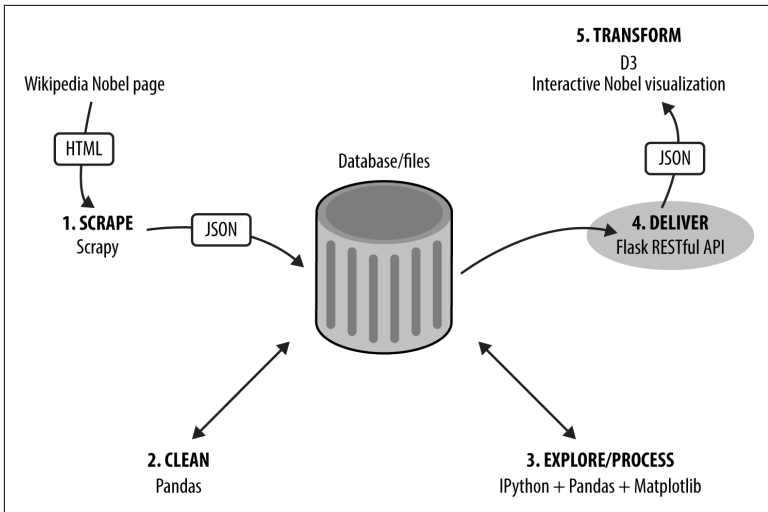 5. TRANSFORM
D3
Interactive Nobel visualization
Wikipedia Nobel page
HTML
JSON
Database/files
1. SCRAPE
Scrapy
JSON
4. DELIVER
Flask RESTful API
2. CLEAN
Pandas
3. EXPLORE/PROCESS
IPython + Pandas + Matplotlib